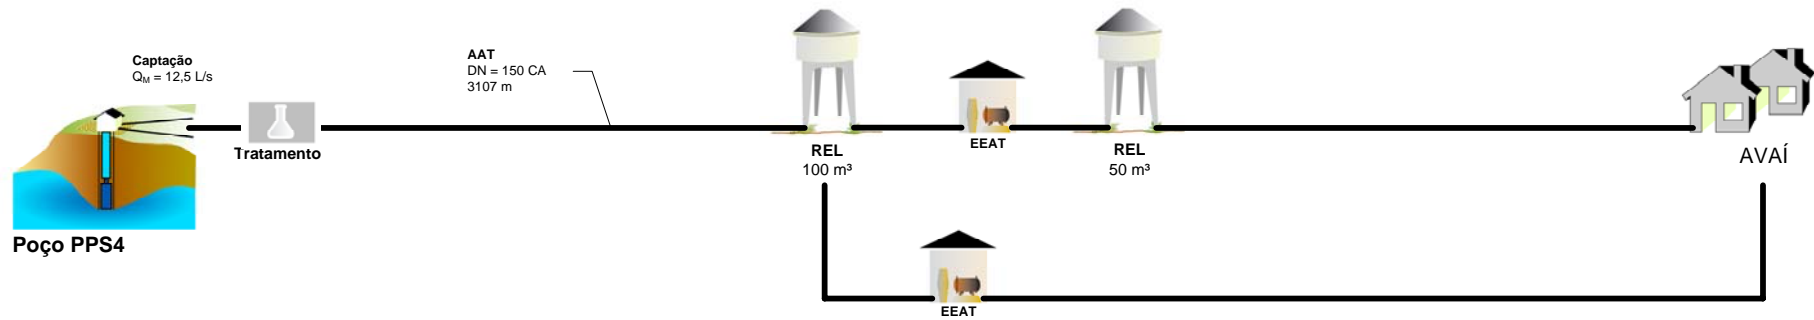 Captação
QM = 12,5 L/s
AAT
DN = 150 CA
3107 m
Tratamento
EEAT
REL
100 m³
REL
50 m³
AVAÍ
Poço PPS4
EEAT